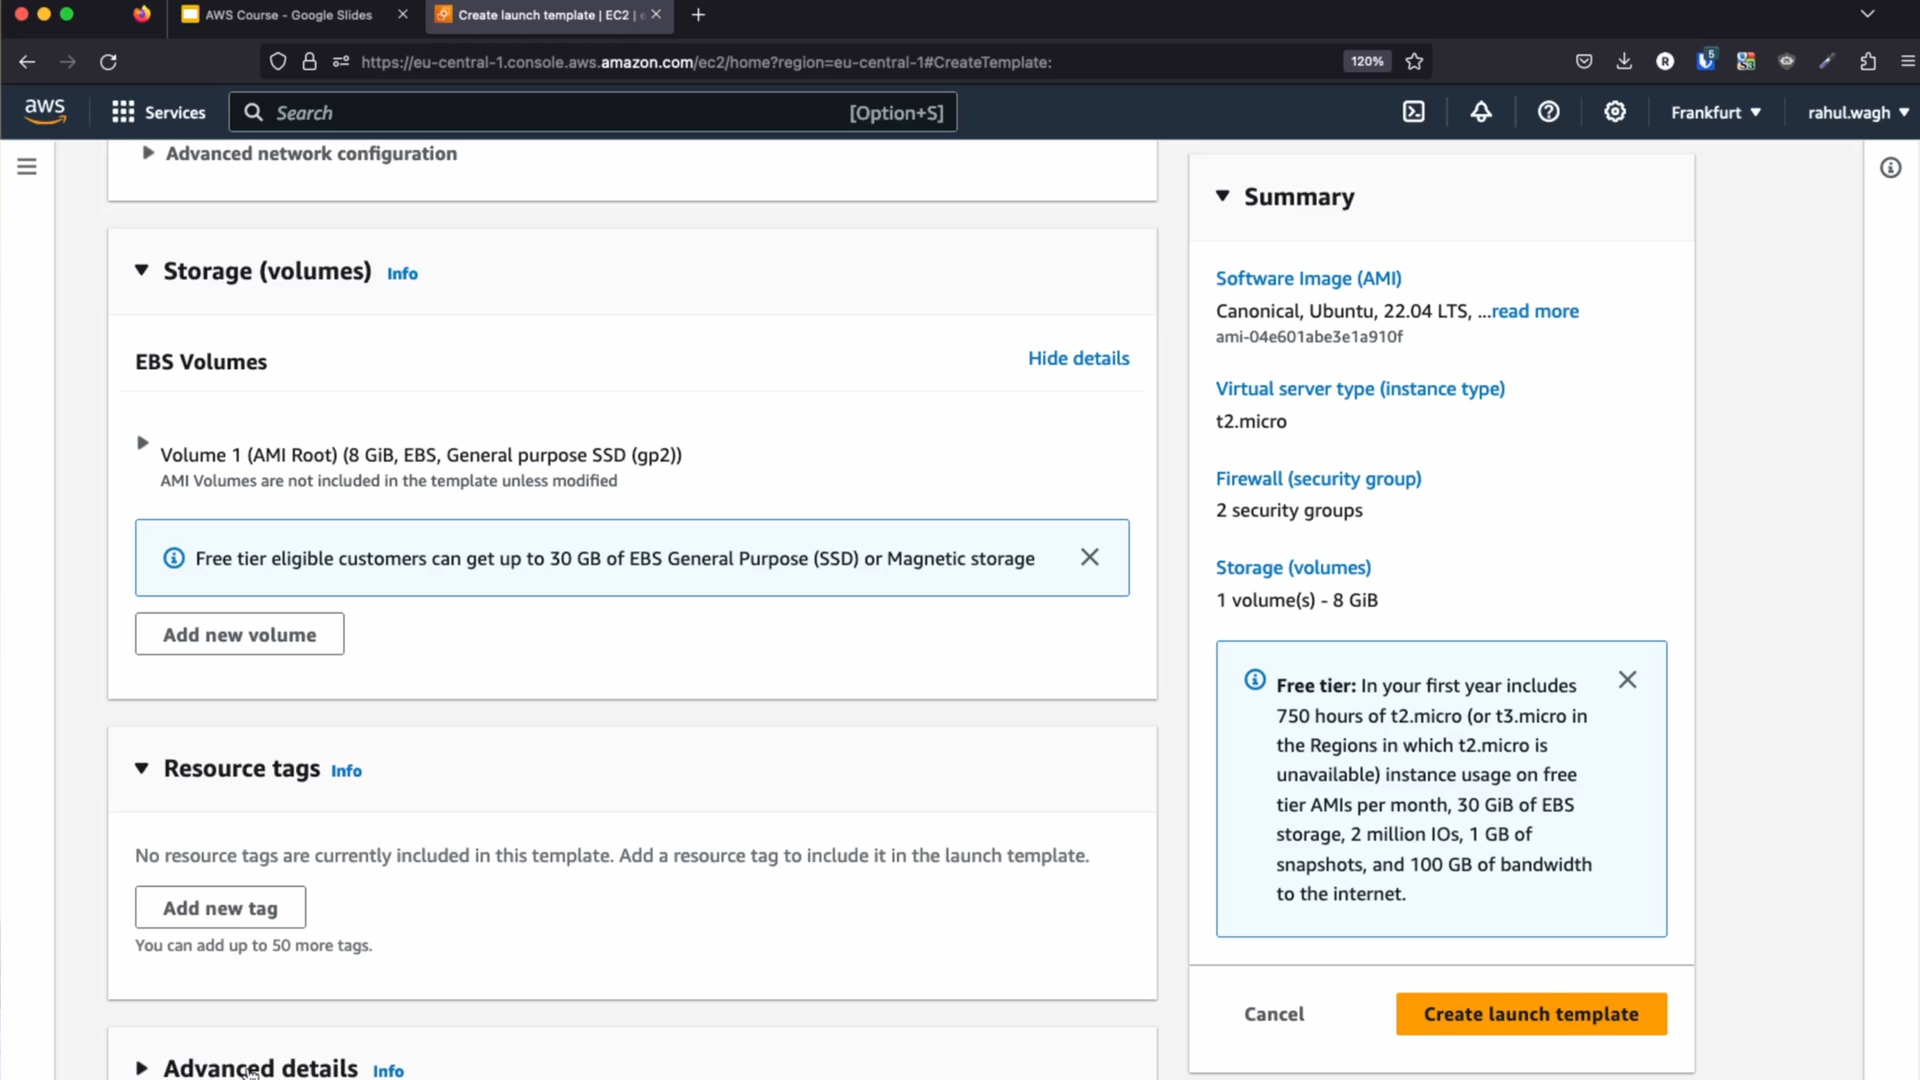 AWS Course - Google Slides
Create launch template | EC2 |
https://eu-central-1.console.aws.amazon.com/ec2/home?region=eu-central-1#CreateTemplate:
120%
R
5
aws
Services
Search
[Option+S]
Frankfurt
rahul.wagh
Advanced network configuration
Storage (volumes) Info
EBS Volumes
Hide details
Volume 1 (AMI Root) (8 GiB, EBS, General purpose SSD (gp2))
AMI Volumes are not included in the template unless modified
Free tier eligible customers can get up to 30 GB of EBS General Purpose (SSD) or Magnetic storage
Add new volume
Resource tags Info
No resource tags are currently included in this template. Add a resource tag to include it in the launch template.
Add new tag
You can add up to 50 more tags.
Advanced details Info
Summary
Software Image (AMI)
Canonical, Ubuntu, 22.04 LTS, ...read more
ami-04e601abe3e1a910f
Virtual server type (instance type)
t2.micro
Firewall (security group)
2 security groups
Storage (volumes)
1 volume(s) - 8 GiB
Free tier: In your first year includes
750 hours of t2.micro (or t3.micro in
the Regions in which t2.micro is
unavailable) instance usage on free
tier AMIs per month, 30 GiB of EBS
storage, 2 million IOs, 1 GB of
snapshots, and 100 GB of bandwidth
to the internet.
Cancel
Create launch template